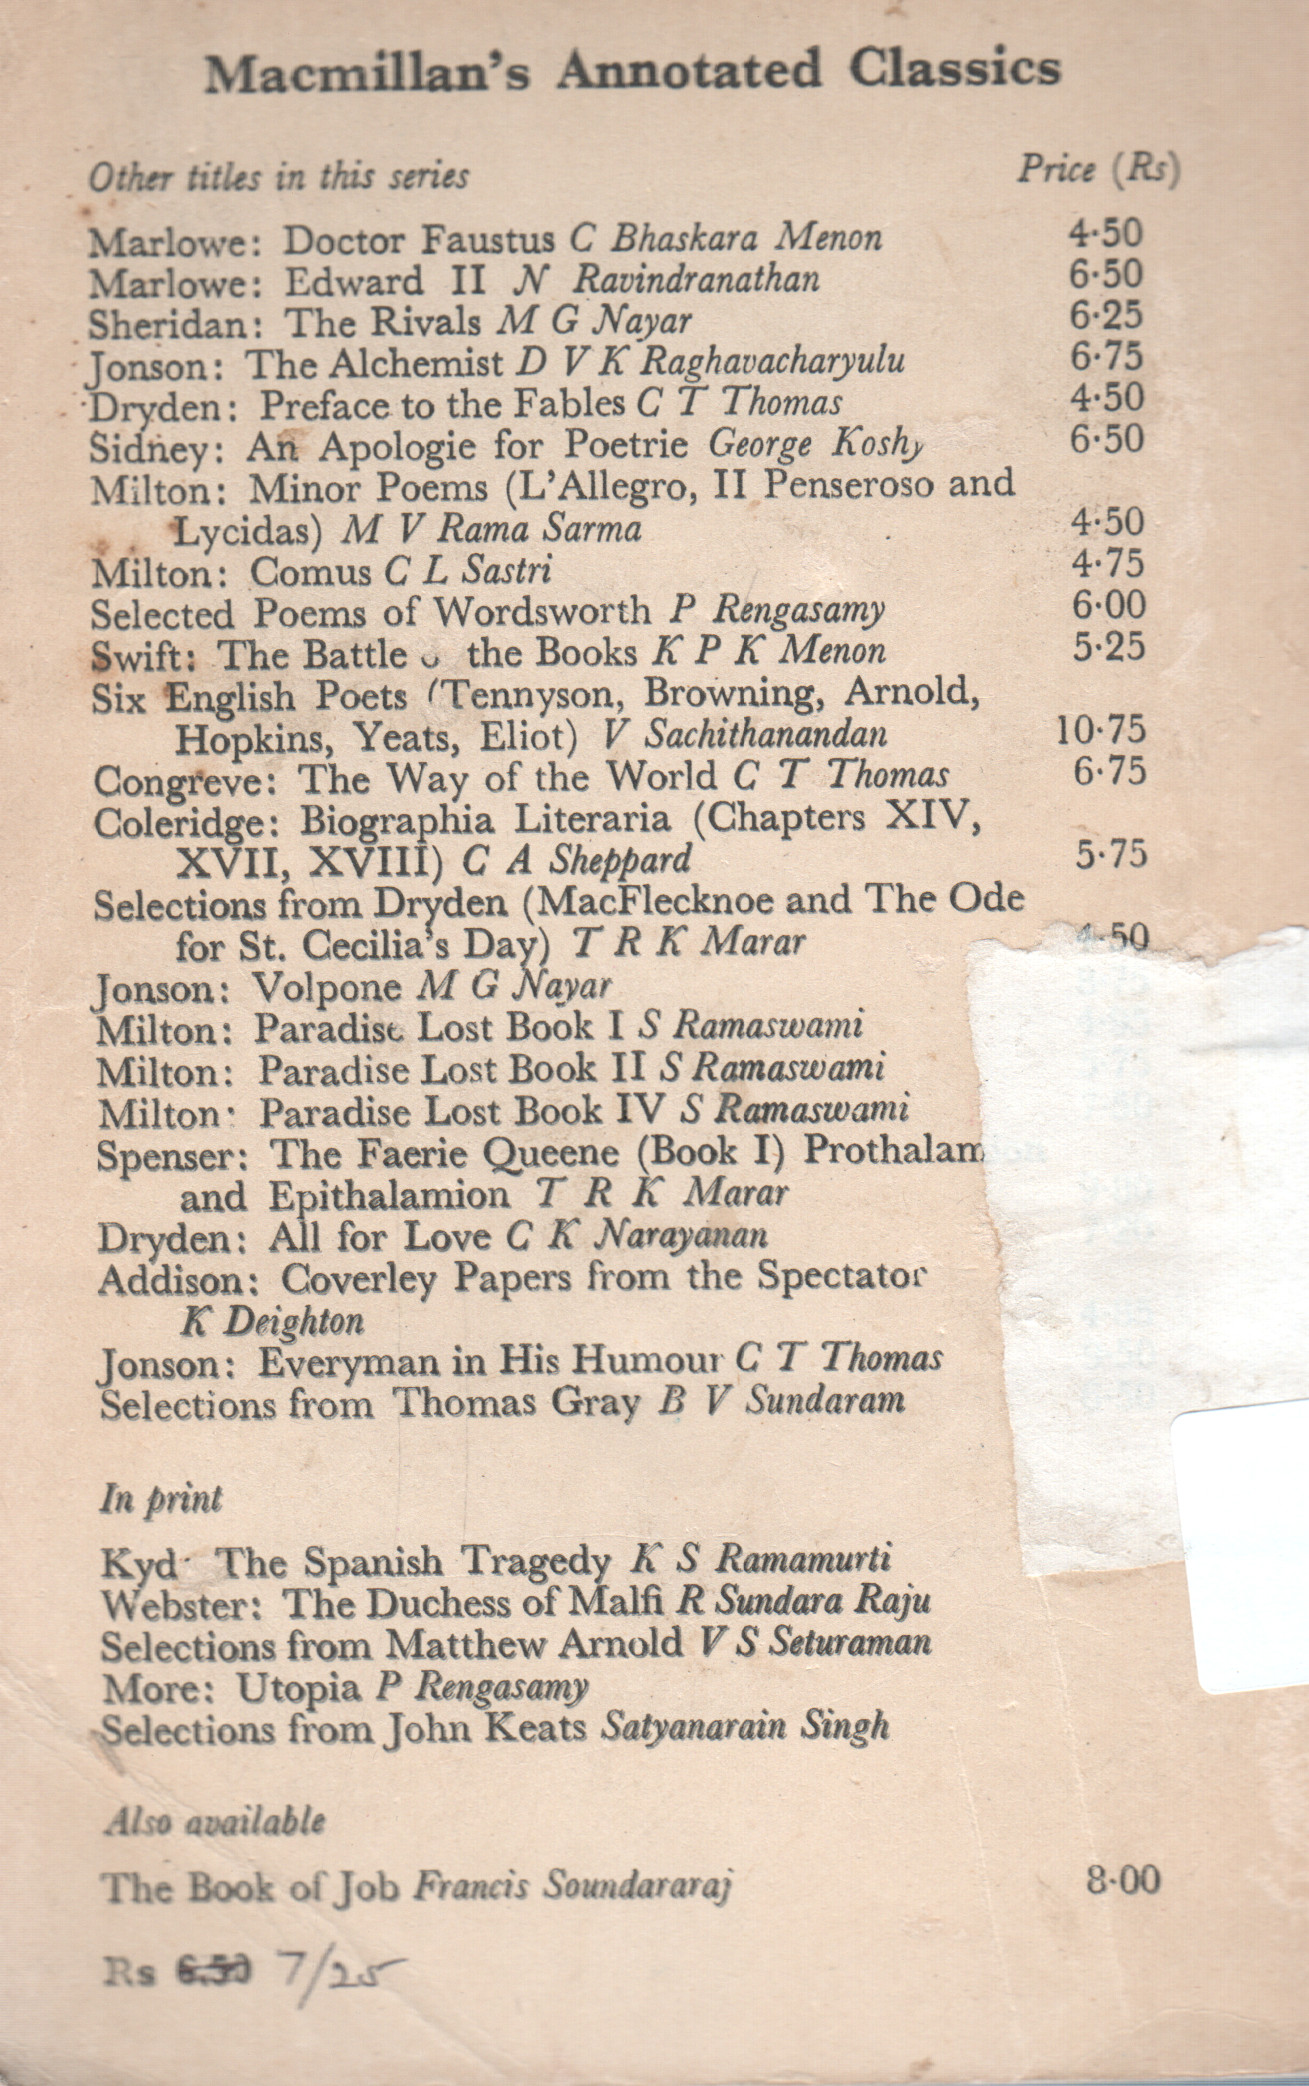 Macmillan's Annotated Classics
Other titles in this series Price (Rs)
Marlowe: Doctor Faustus C Bhaskara Menon 4·50
Marlowe: Edward II N Ravindranathan 6·50
Sheridan: The Rivals M G Nayar 6·25
Jonson: The Alchemist D V K Raghavacharyulu 6·75
Dryden: Preface to the Fables C T Thomas 4·50
Sidney: An Apologie for Poetrie George Koshy 6·50
Milton: Minor Poems (L'Allegro, II Penseroso and
Lycidas) M V Rama Sarma 4·50
Milton: Comus C L Sastri 4·75
Selected Poems of Wordsworth P Rengasamy 6·00
Swift: The Battle the Books K P K Menon 5·25
Six English Poets (Tennyson, Browning, Arnold,
Hopkins, Yeats, Eliot) V Sachithanandan 10·75
Congreve: The Way of the World C T Thomas 6·75
Coleridge: Biographia Literaria (Chapters XIV,
XVII, XVIII) C A Sheppard 5·75
Selections from Dryden (MacFlecknoe and The Ode
for St. Cecilia's Day) T R K Marar 4·50
Jonson: Volpone M G Nayar
Milton: Paradise Lost Book I S Ramaswami
Milton: Paradise Lost Book II S Ramaswami
Milton: Paradise Lost Book IV S Ramaswami
Spenser: The Faerie Queene (Book I) Prothalam
and Epithalamion T R K Marar
Dryden: All for Love C K Narayanan
Addison: Coverley Papers from the Spectator
K Deighton
Jonson: Everyman in His Humour C T Thomas
Selections from Thomas Gray B V Sundaram
In print
Kyd The Spanish Tragedy K S Ramamurti
Webster: The Duchess of Malfi R Sundara Raju
Selections from Matthew Arnold V S Seturaman
More: Utopia P Rengasamy
Selections from John Keats Satyanarain Singh
Also available
The Book of Job Francis Soundararaj 8·00
Rs 6.50 7/25